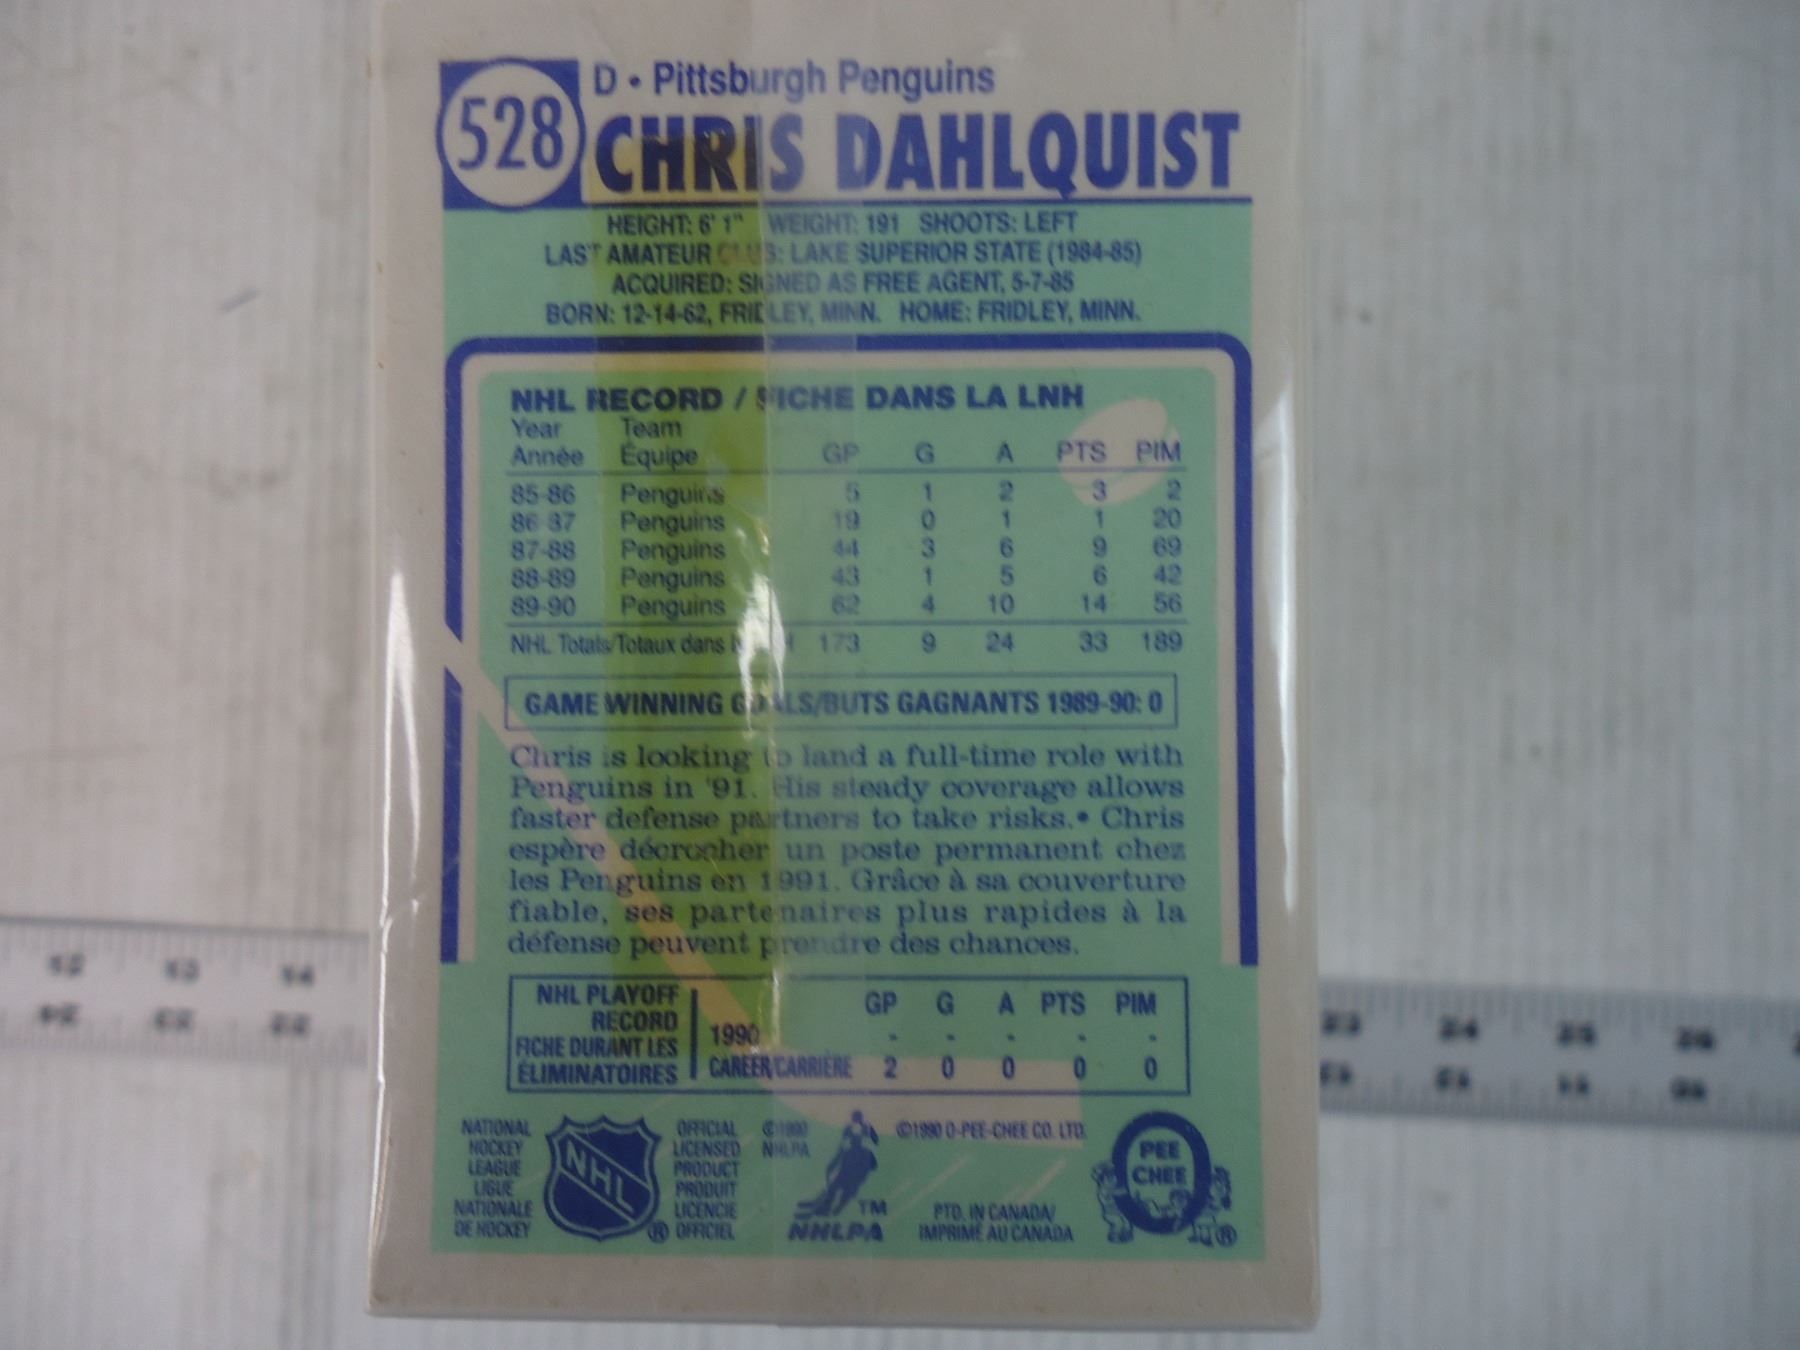 528
D • Pittsburgh Penguins
CHRIS DAHLQUIST
HEIGHT: 6' 1" WEIGHT: 191 SHOOTS: LEFT
LAST AMATEUR CLUB: LAKE SUPERIOR STATE (1984-85)
ACQUIRED: SIGNED AS FREE AGENT, 5-7-85
BORN: 12-14-62, FRIDLEY, MINN. HOME: FRIDLEY, MINN.
NHL RECORD / FICHE DANS LA LNH
Year Team
Année Équipe GP G A PTS PIM
85-86 Penguins 5 1 2 3 2
86-87 Penguins 19 0 1 1 20
87-88 Penguins 44 3 6 9 69
88-89 Penguins 43 1 5 6 42
89-90 Penguins 62 4 10 14 56
NHL Totals/Totaux dans 173 9 24 33 189
GAME WINNING GOALS/BUTS GAGNANTS 1989-90: 0
Chris is looking to land a full-time role with
Penguins in '91. His steady coverage allows
faster defense partners to take risks.• Chris
espère décrocher un poste permanent chez
les Penguins en 1991. Grâce à sa couverture
fiable, ses partenaires plus rapides à la
défense peuvent prendre des chances.
NHL PLAYOFF
RECORD
FICHE DURANT LES
ÉLIMINATOIRES
GP G A PTS PIM
1990 - - - - -
CAREER/CARRIÈRE 2 0 0 0 0
NATIONAL
HOCKEY
LEAGUE
LIGUE
NATIONALE
DE HOCKEY
NHL
®
OFFICIAL
LICENSED
PRODUCT
PRODUIT
LICENCIÉ
OFFICIEL
©1990
NHLPA
TM
NHLPA
©1990 O-PEE-CHEE CO. LTD.
PTD. IN CANADA/
IMPRIMÉ AU CANADA
O
PEE
CHEE
®
12 13 14
24 23 22
23 24 25 26